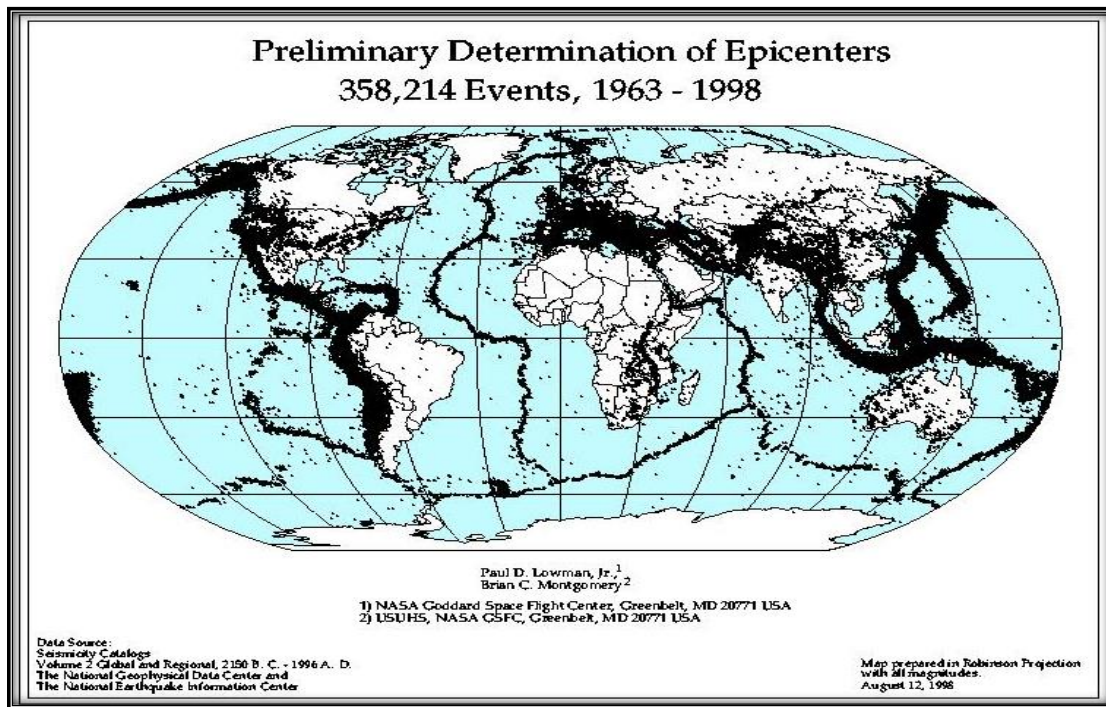 Preliminary Determination of Epicenters
358,214 Events, 1963 - 1998
Paul D. Lowman, Jr.,1
Brian C. Montgomery 2
1) NASA Goddard Space Flight Center, Greenbelt, MD 20771 USA
2) USUHS, NASA GSFC, Greenbelt, MD 20771 USA
Data Source:
Seismicity Catalogs
Volume 2 Global and Regional, 2150 B. C. - 1996 A. D.
The National Geophysical Data Center and
The National Earthquake Information Center
Map prepared in Robinson Projection
with all magnitudes.
August 12, 1998